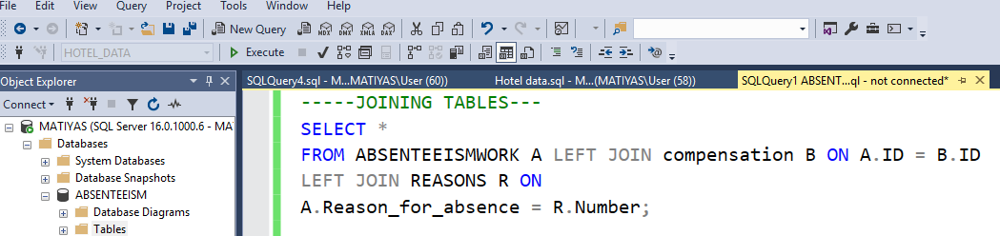 Edit View Query Project Tools Window Help
New Query MDX DMX XMLA DAX
HOTEL_DATA Execute
Object Explorer
Connect
MATIYAS (SQL Server 16.0.1000.6 - MA
Databases
System Databases
Database Snapshots
ABSENTEEISM
Database Diagrams
Tables
SQLQuery4.sql - M...MATIYAS\User (60)) Hotel data.sql - M...(MATIYAS\User (58)) SQLQuery1 ABSENT...ql - not connected*
-----JOINING TABLES---
SELECT *
FROM ABSENTEEISMWORK A LEFT JOIN compensation B ON A.ID = B.ID
LEFT JOIN REASONS R ON
A.Reason_for_absence = R.Number;